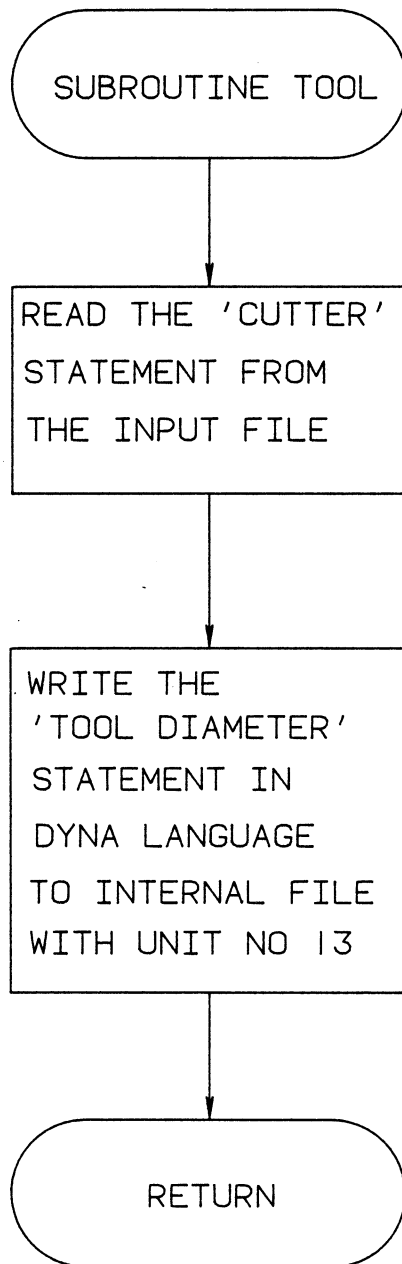 SUBROUTINE TOOL
READ THE 'CUTTER'
STATEMENT FROM
THE INPUT FILE
WRITE THE
'TOOL DIAMETER'
STATEMENT IN
DYNA LANGUAGE
TO INTERNAL FILE
WITH UNIT NO 13
RETURN